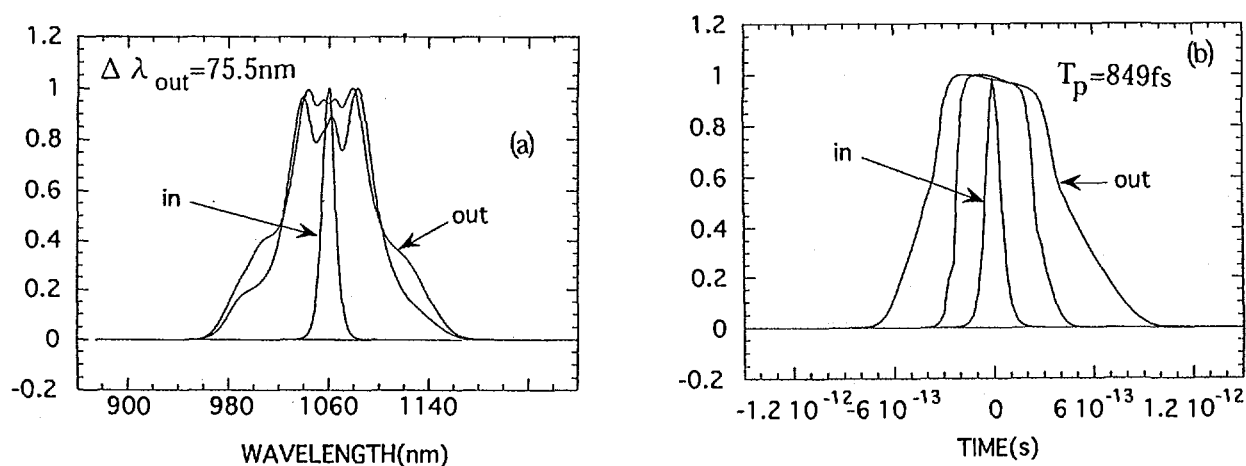 1.2
Δ λ out=75.5nm
1
0.8
(a)
0.6
in
out
0.4
0.2
0
-0.2
900 980 1060 1140
WAVELENGTH(nm)
1.2
(b)
Tp=849fs
1
0.8
in
0.6
out
0.4
0.2
0
-0.2
-1.2 10-12 -6 10-13 0 6 10-13 1.2 10-12
TIME(s)